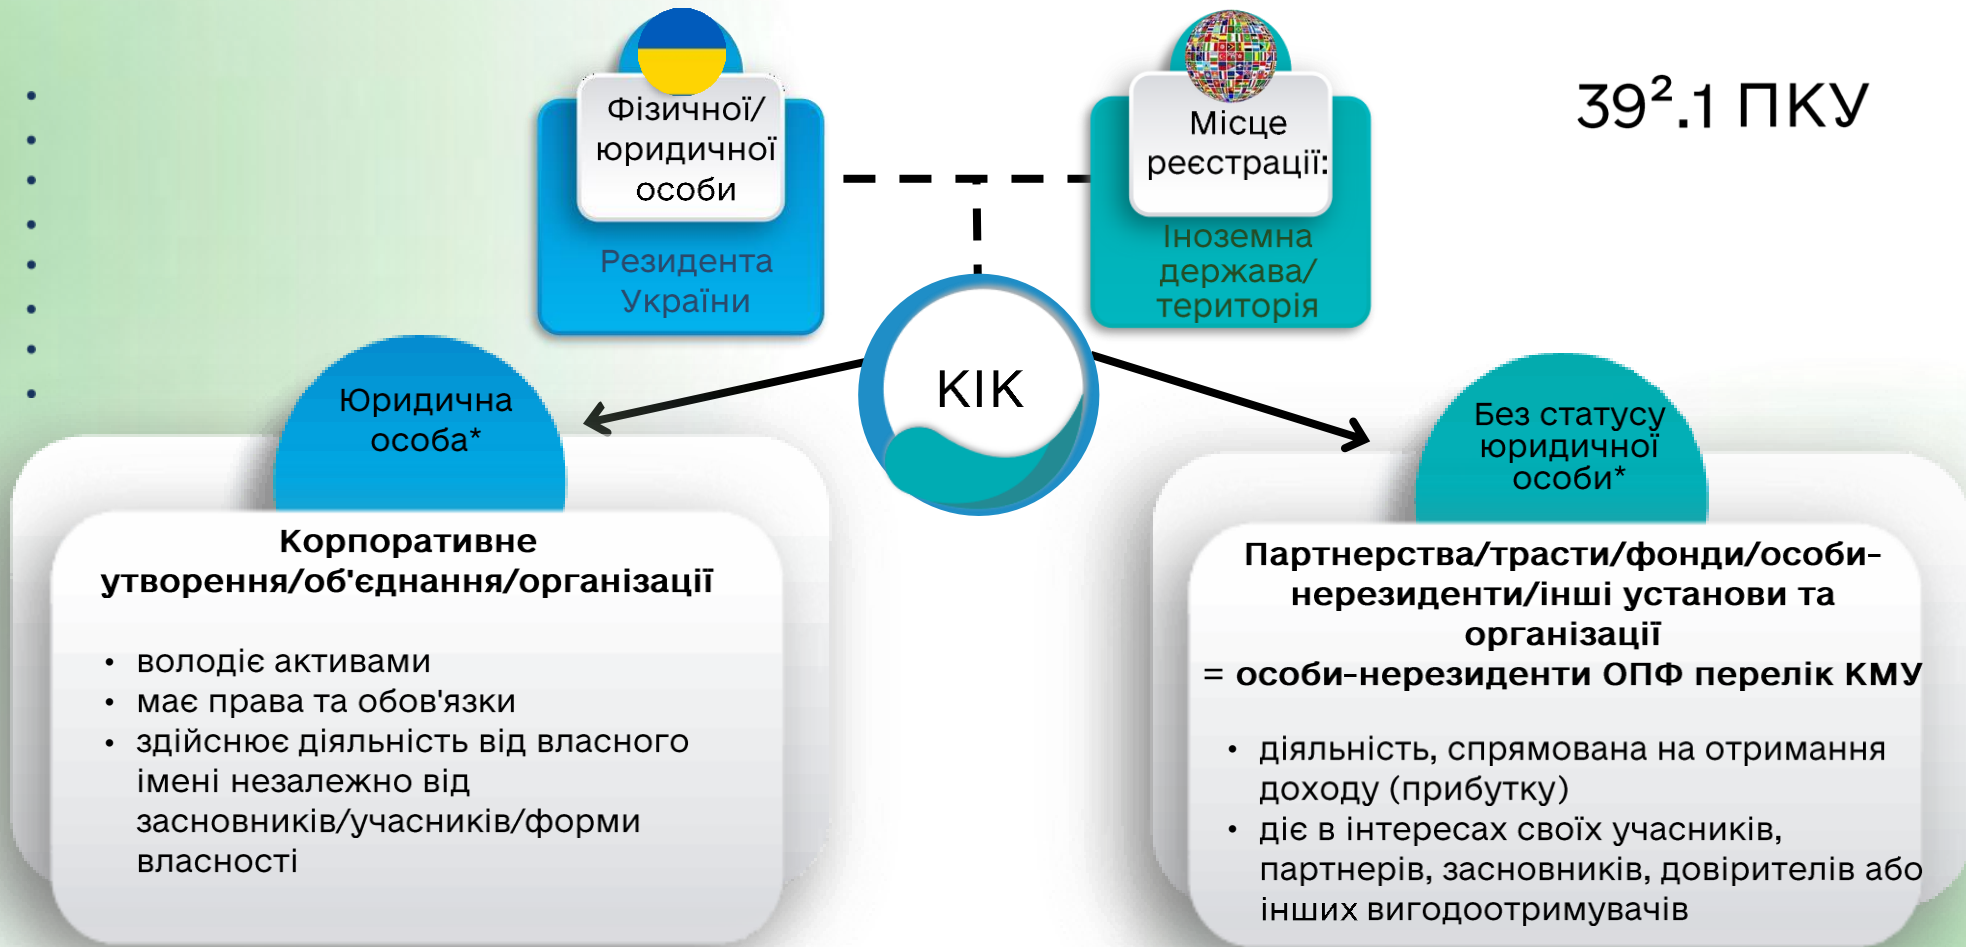 Фізичної/
юридичної
особи
Резидента
України
Місце
реєстрації:
Іноземна
держава/
територія
39².1 ПКУ
КІК
Юридична
особа*
Без статусу
юридичної
особи*
Корпоративне
утворення/об'єднання/організації
• володіє активами
• має права та обов'язки
• здійснює діяльність від власного
імені незалежно від
засновників/учасників/форми
власності
Партнерства/трасти/фонди/особи-
нерезиденти/інші установи та
організації
= особи-нерезиденти ОПФ перелік КМУ
• діяльність, спрямована на отримання
доходу (прибутку)
• діє в інтересах своїх учасників,
партнерів, засновників, довірителів або
інших вигодоотримувачів